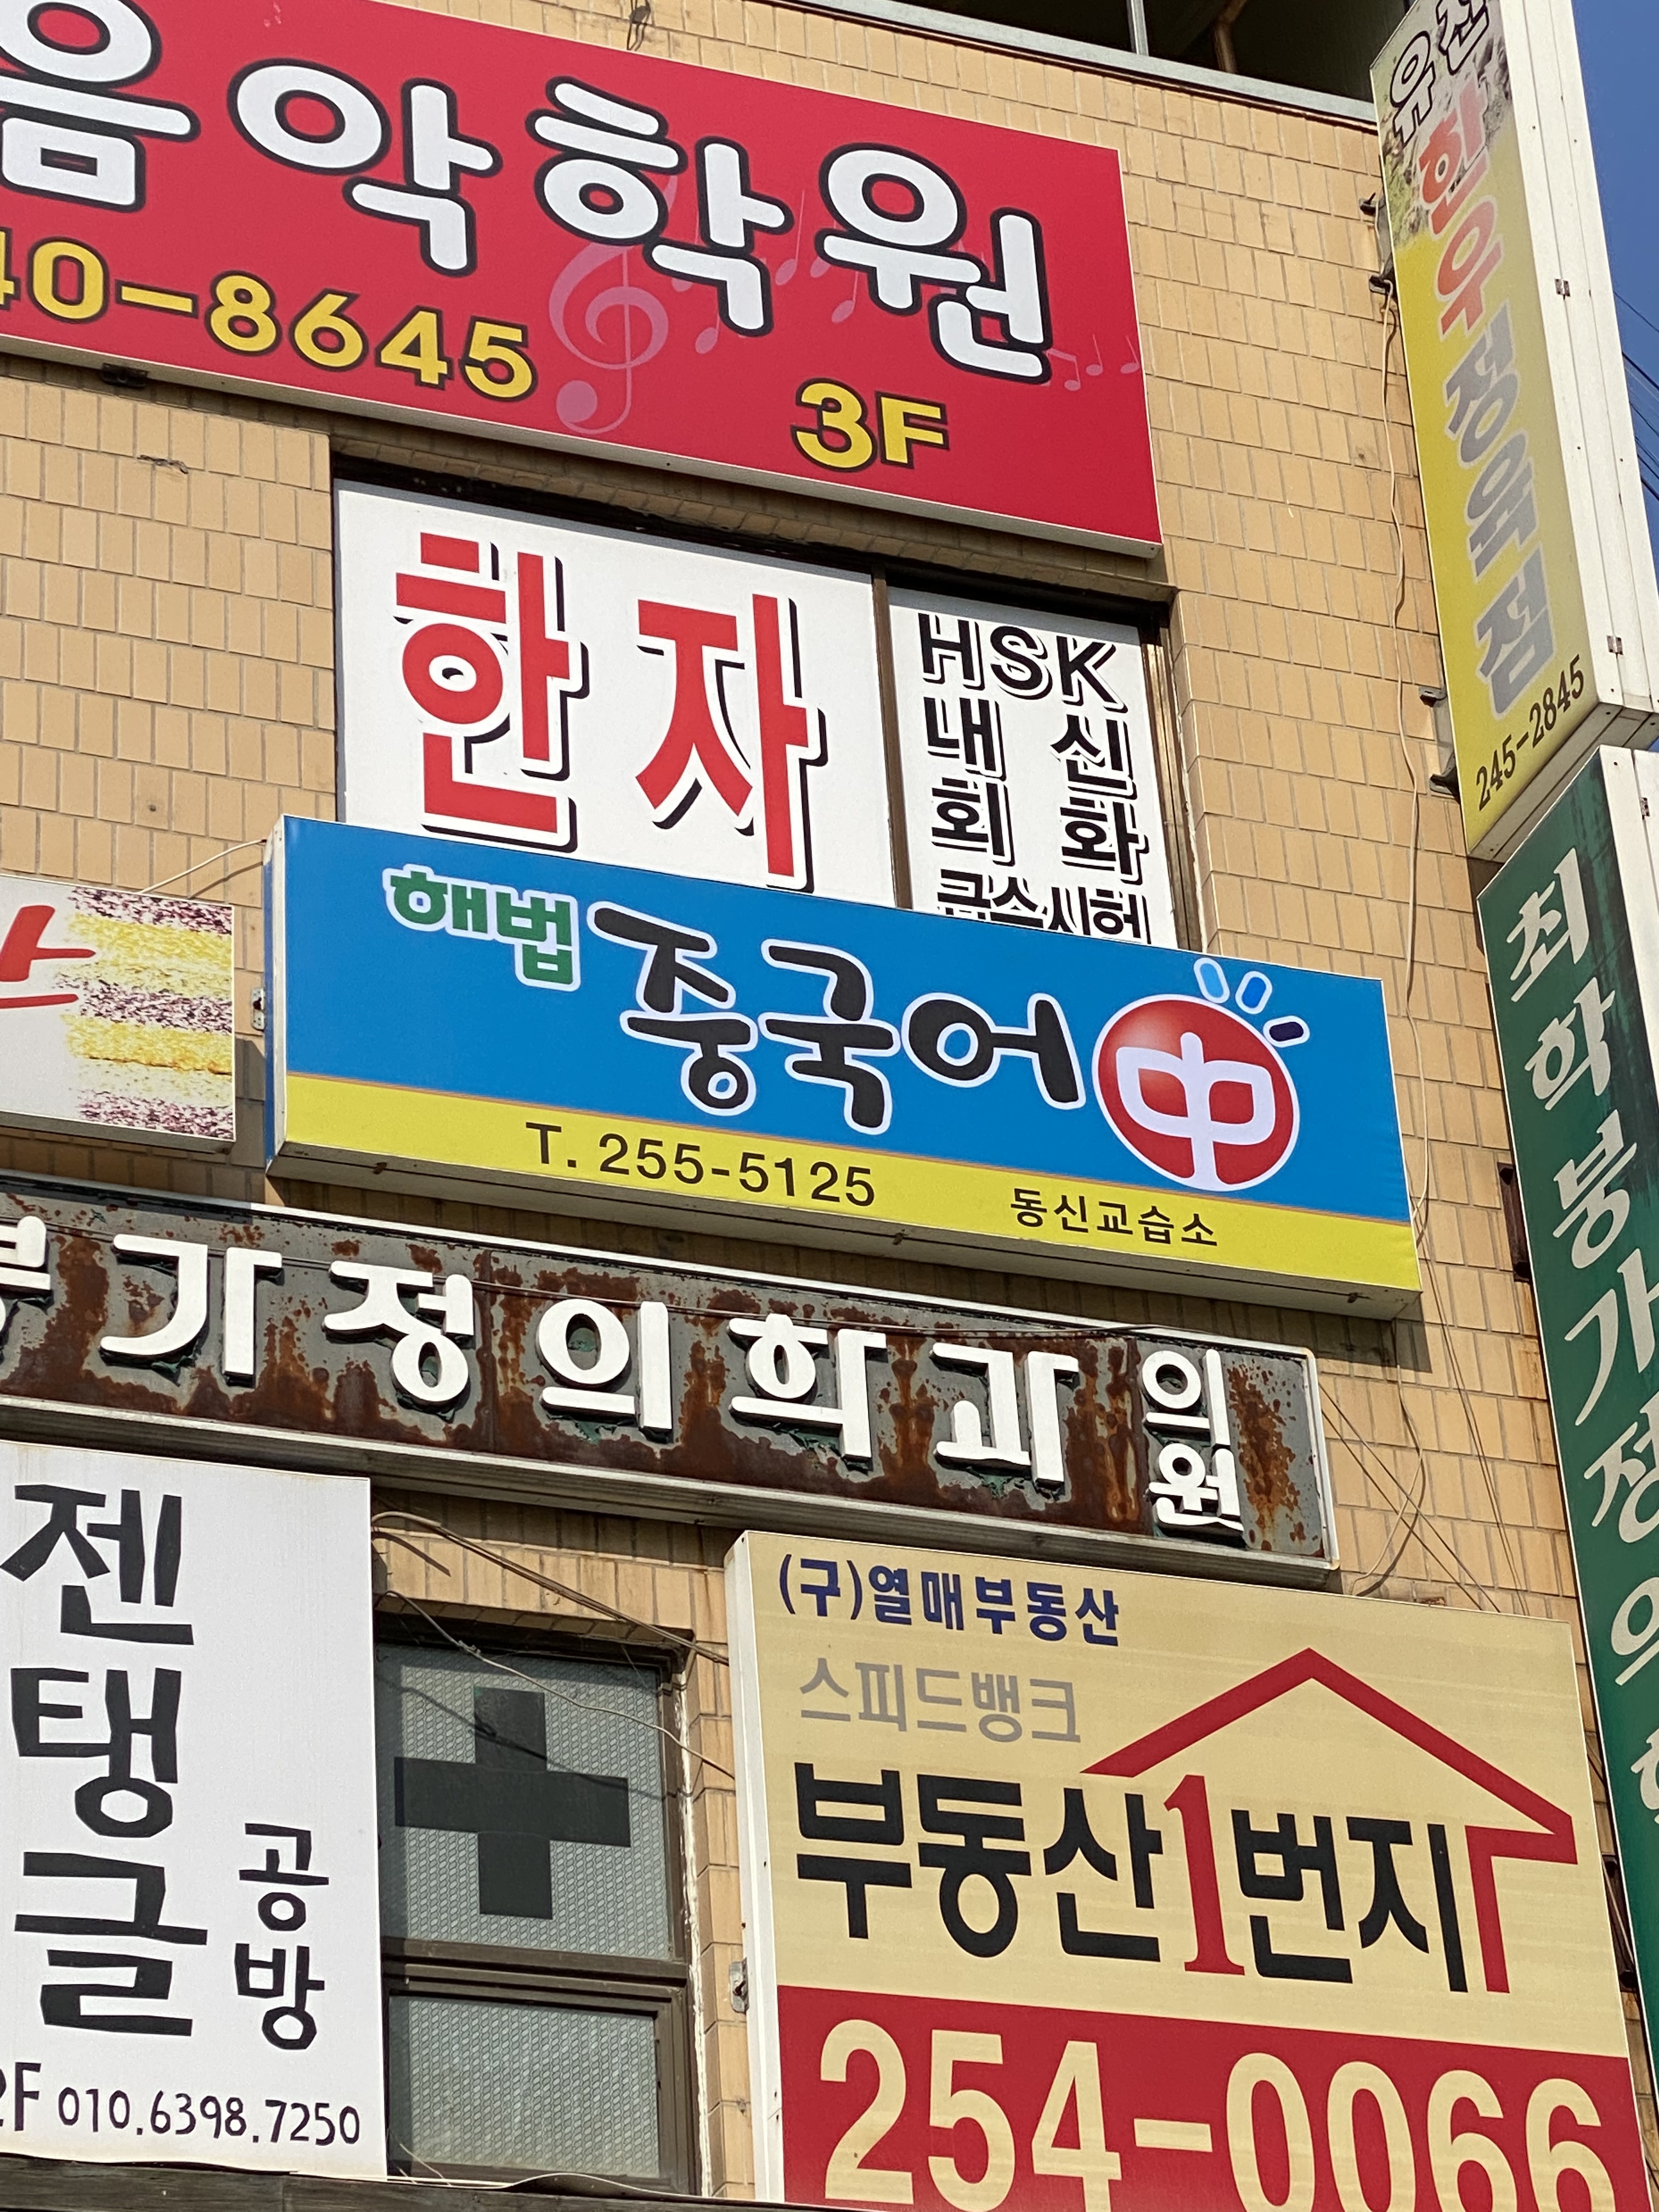 음악학원
40-8645
3F
유진
한우
정육점
245-2845
한자
HSK
내신
회화
해법 중국어 中
T. 255-5125 동신교습소
가정의학과 의원
최학붕가정의
젠탱글
공방
2F 010.6398.7250
(구)열매부동산
스피드뱅크
부동산1번지
254-0066